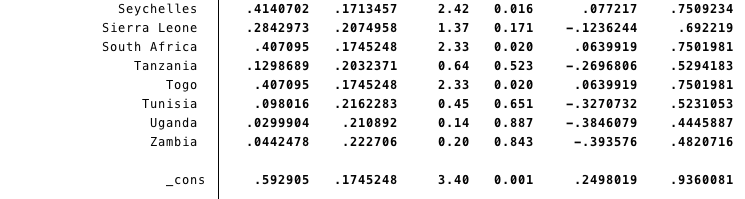 Seychelles .4140702 .1713457 2.42 0.016 .077217 .7509234
Sierra Leone .2842973 .2074958 1.37 0.171 -.1236244 .692219
South Africa .407095 .1745248 2.33 0.020 .0639919 .7501981
Tanzania .1298689 .2032371 0.64 0.523 -.2696806 .5294183
Togo .407095 .1745248 2.33 0.020 .0639919 .7501981
Tunisia .098016 .2162283 0.45 0.651 -.3270732 .5231053
Uganda .0299904 .210892 0.14 0.887 -.3846079 .4445887
Zambia .0442478 .222706 0.20 0.843 -.393576 .4820716
_cons .592905 .1745248 3.40 0.001 .2498019 .9360081